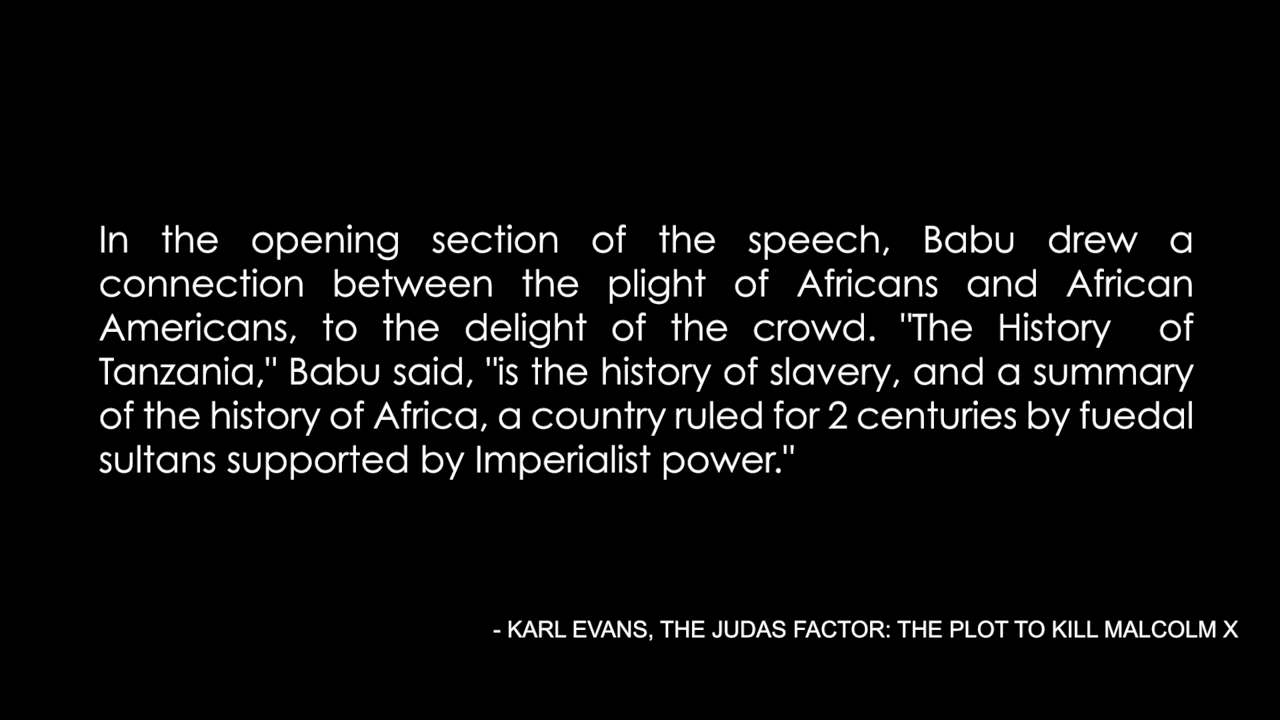 In the opening section of the speech, Babu drew a
connection between the plight of Africans and African
Americans, to the delight of the crowd. "The History of
Tanzania," Babu said, "is the history of slavery, and a summary
of the history of Africa, a country ruled for 2 centuries by fuedal
sultans supported by Imperialist power."
- KARL EVANS, THE JUDAS FACTOR: THE PLOT TO KILL MALCOLM X